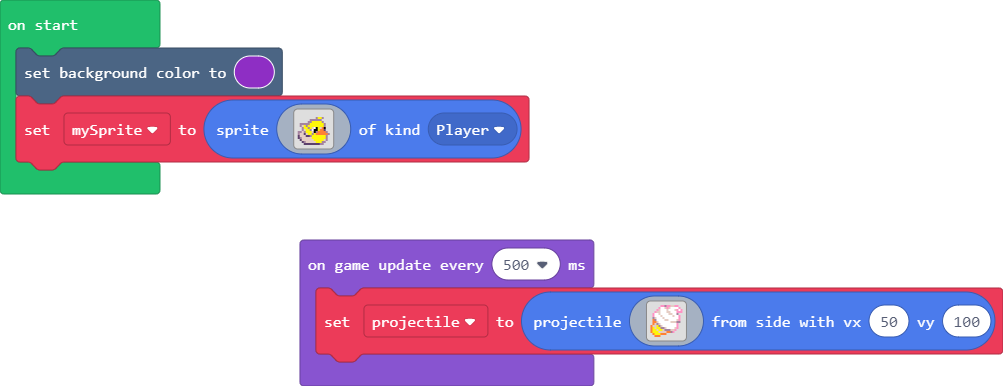 on start
set background color to
set mySprite to sprite of kind Player
on game update every 500 ms
set projectile to projectile from side with vx 50 vy 100